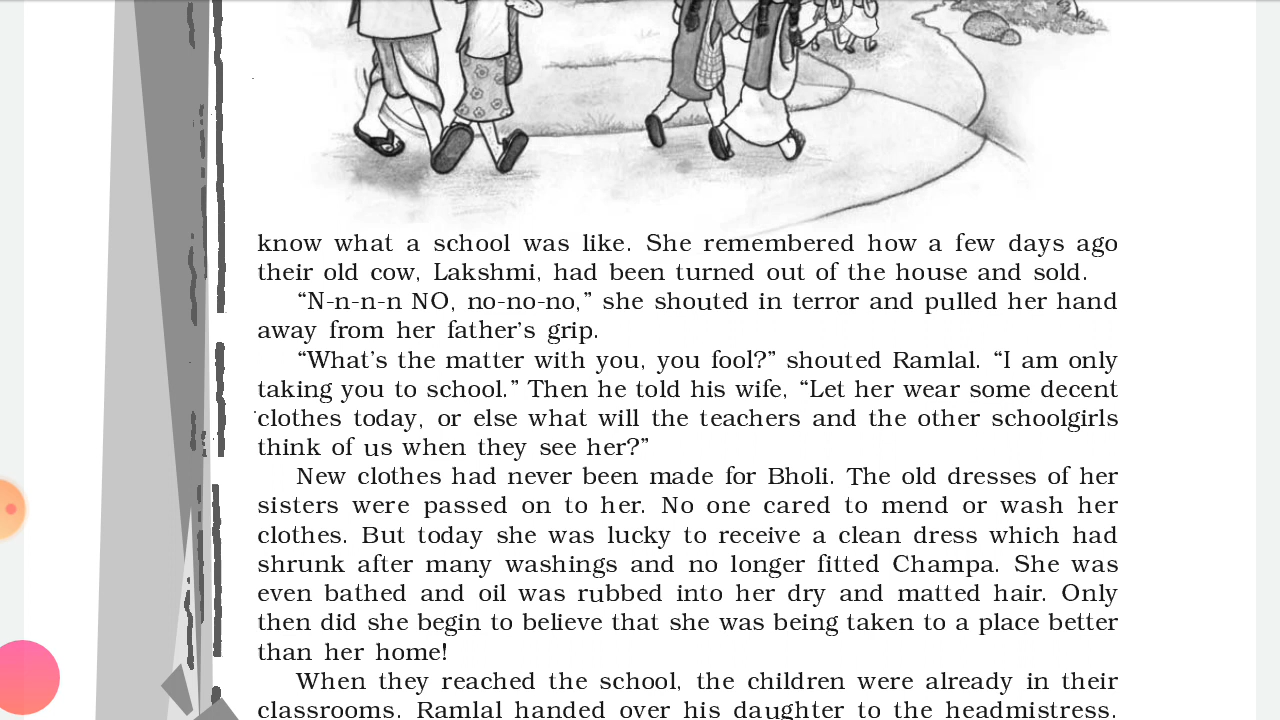 know what a school was like. She remembered how a few days ago
their old cow, Lakshmi, had been turned out of the house and sold.
“N-n-n-n NO, no-no-no,” she shouted in terror and pulled her hand
away from her father’s grip.
“What’s the matter with you, you fool?” shouted Ramlal. “I am only
taking you to school.” Then he told his wife, “Let her wear some decent
clothes today, or else what will the teachers and the other schoolgirls
think of us when they see her?”
New clothes had never been made for Bholi. The old dresses of her
sisters were passed on to her. No one cared to mend or wash her
clothes. But today she was lucky to receive a clean dress which had
shrunk after many washings and no longer fitted Champa. She was
even bathed and oil was rubbed into her dry and matted hair. Only
then did she begin to believe that she was being taken to a place better
than her home!
When they reached the school, the children were already in their
classrooms. Ramlal handed over his daughter to the headmistress.